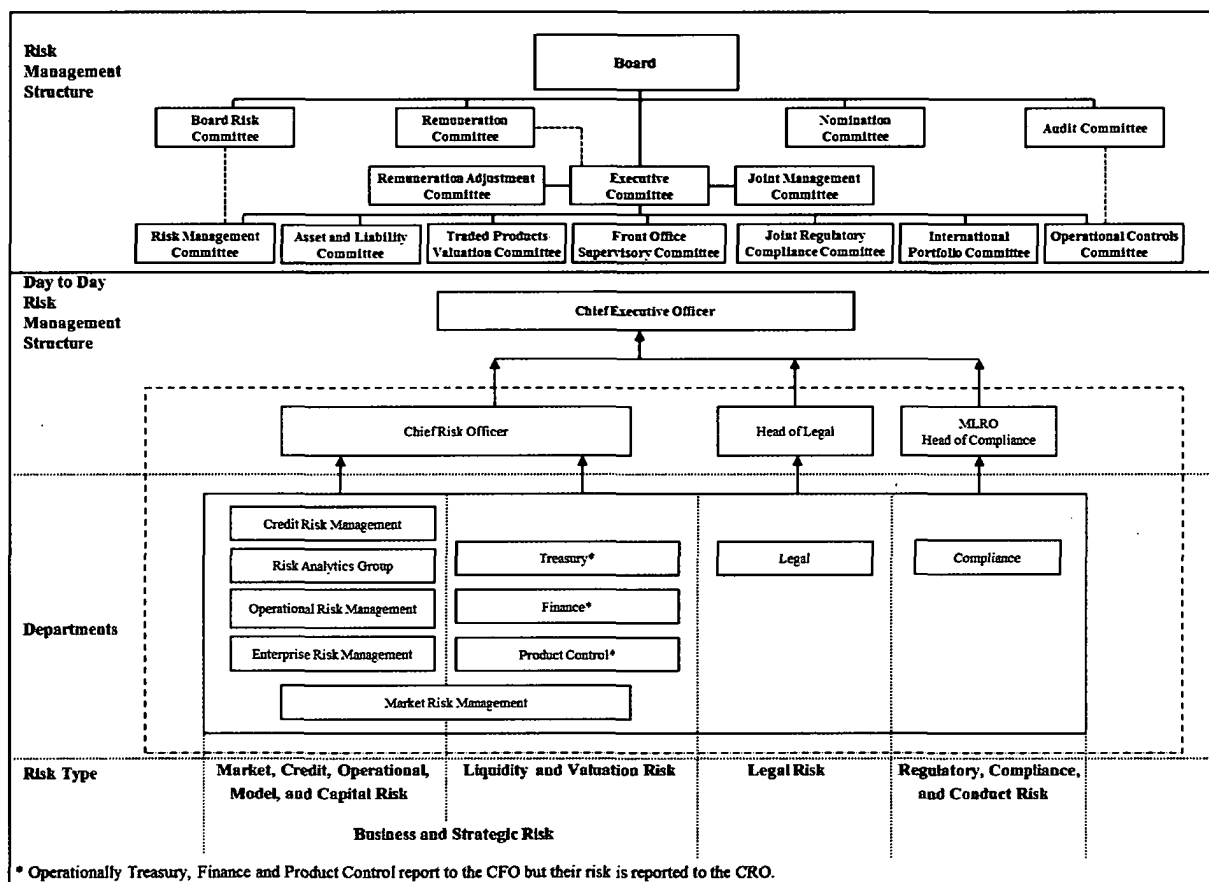 Risk
Management
Structure
Board
Board Risk
Committee
Remuneration
Committee
Nomination
Committee
Audit Committee
Remuneration Adjustment
Committee
Executive
Committee
Joint Management
Committee
Risk Management
Committee
Asset and Liability
Committee
Traded Products
Valuation Committee
Front Office
Supervisory Committee
Joint Regulatory
Compliance Committee
International
Portfolio Committee
Operational Controls
Committee
Day to Day
Risk
Management
Structure
Chief Executive Officer
Chief Risk Officer
Head of Legal
MLRO
Head of Compliance
Departments
Credit Risk Management
Risk Analytics Group
Operational Risk Management
Enterprise Risk Management
Market Risk Management
Treasury*
Finance*
Product Control*
Legal
Compliance
Risk Type
Market, Credit, Operational,
Model, and Capital Risk
Liquidity and Valuation Risk
Legal Risk
Regulatory, Compliance,
and Conduct Risk
Business and Strategic Risk
* Operationally Treasury, Finance and Product Control report to the CFO but their risk is reported to the CRO.